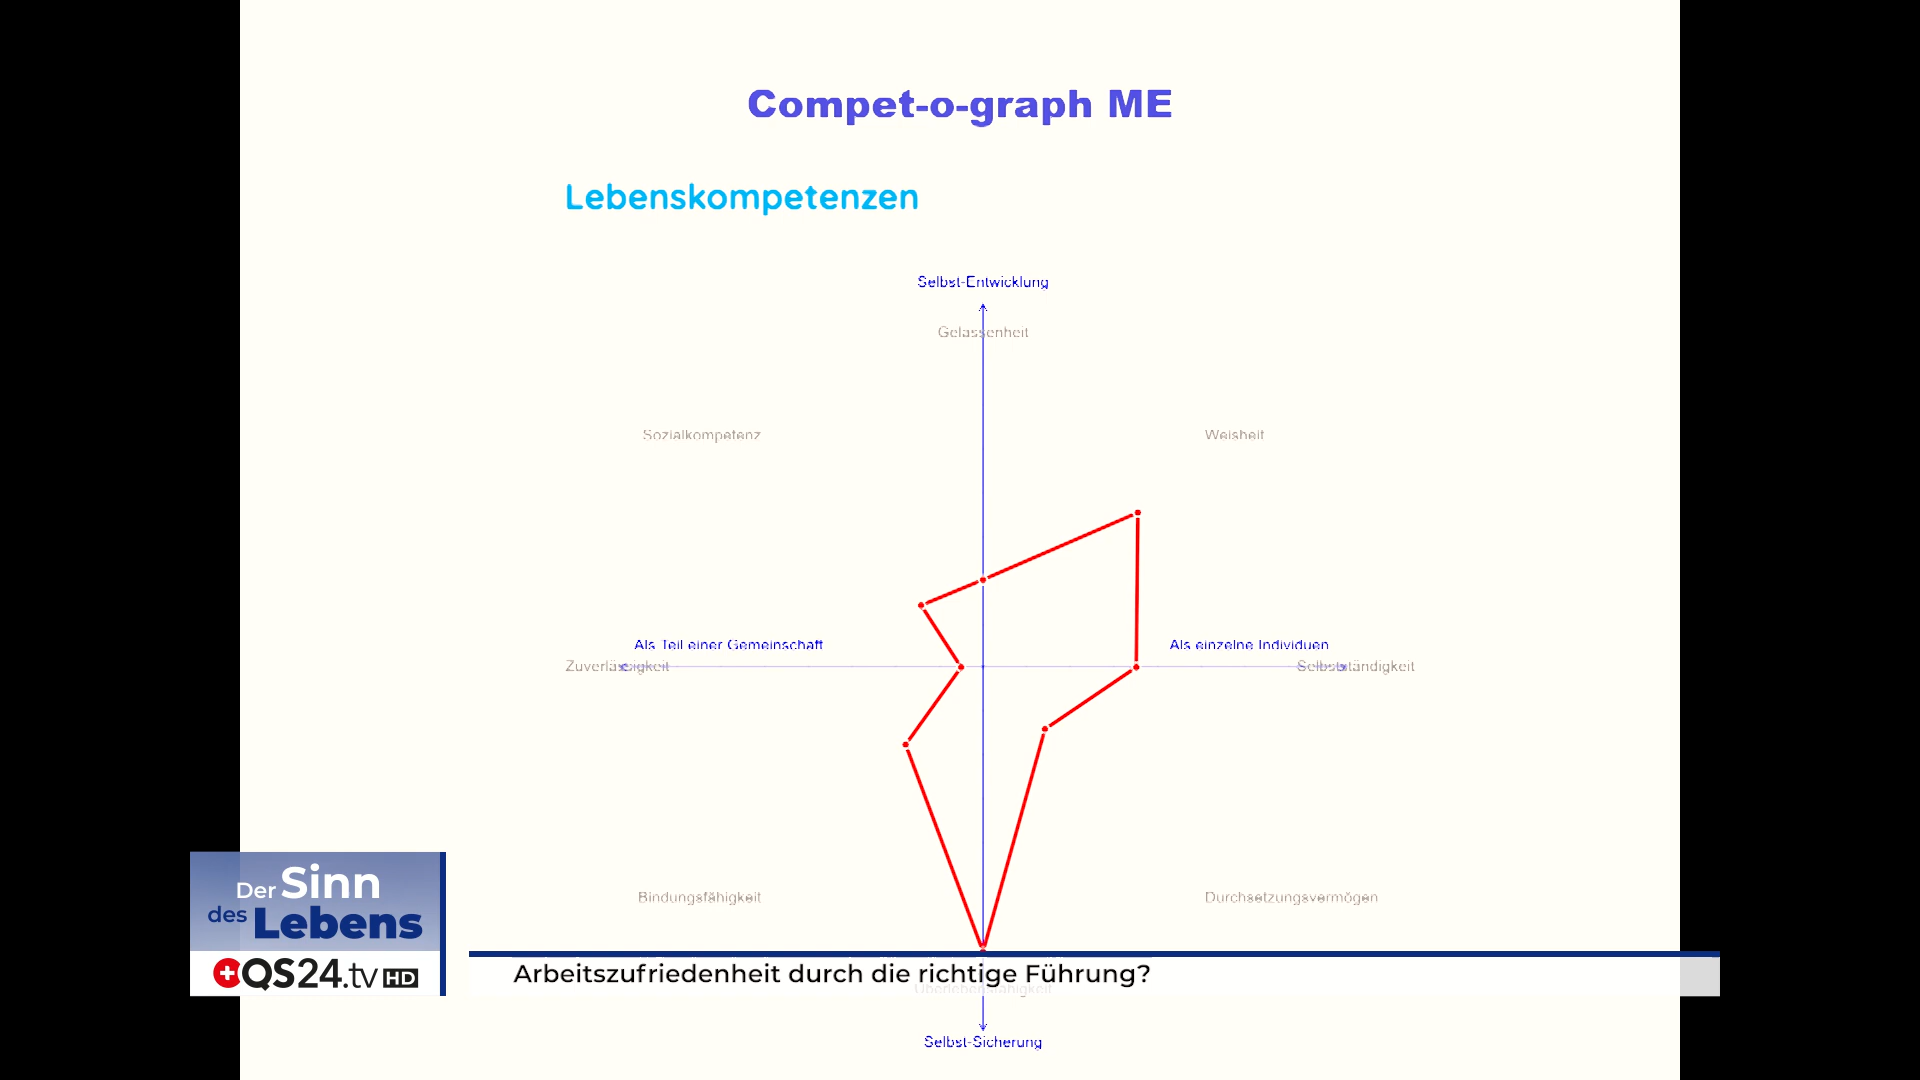 Compet-o-graph ME
Lebenskompetenzen
Selbst-Entwicklung
Gelassenheit
Sozialkompetenz
Weisheit
Als Teil einer Gemeinschaft
Als einzelne Individuen
Zuverlässigkeit
Selbstständigkeit
Bindungsfähigkeit
Durchsetzungsvermögen
Der Sinn
des Lebens
QS24.tv HD
Arbeitszufriedenheit durch die richtige Führung?
Überlebensfähigkeit
Selbst-Sicherung